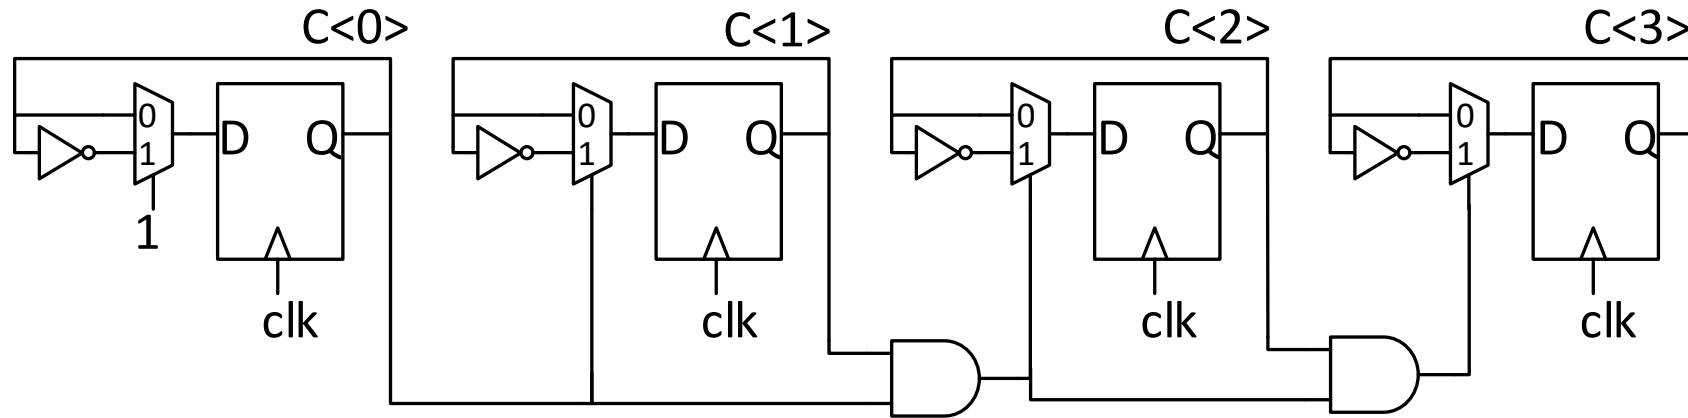 C<0> C<1> C<2> C<3>
0 0 0 0
D Q D Q D Q D Q
1 1 1 1
1
clk clk clk clk